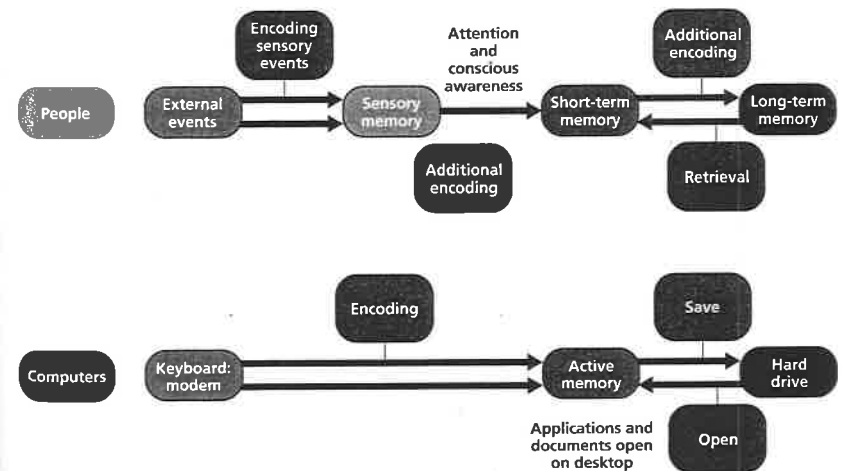 Encoding
sensory
events
Attention
and
conscious
awareness
Additional
encoding
People
External
events
Sensory
memory
Short-term
memory
Long-term
memory
Additional
encoding
Retrieval
Encoding
Save
Computers
Keyboard:
modem
Active
memory
Hard
drive
Applications and
documents open
on desktop
Open